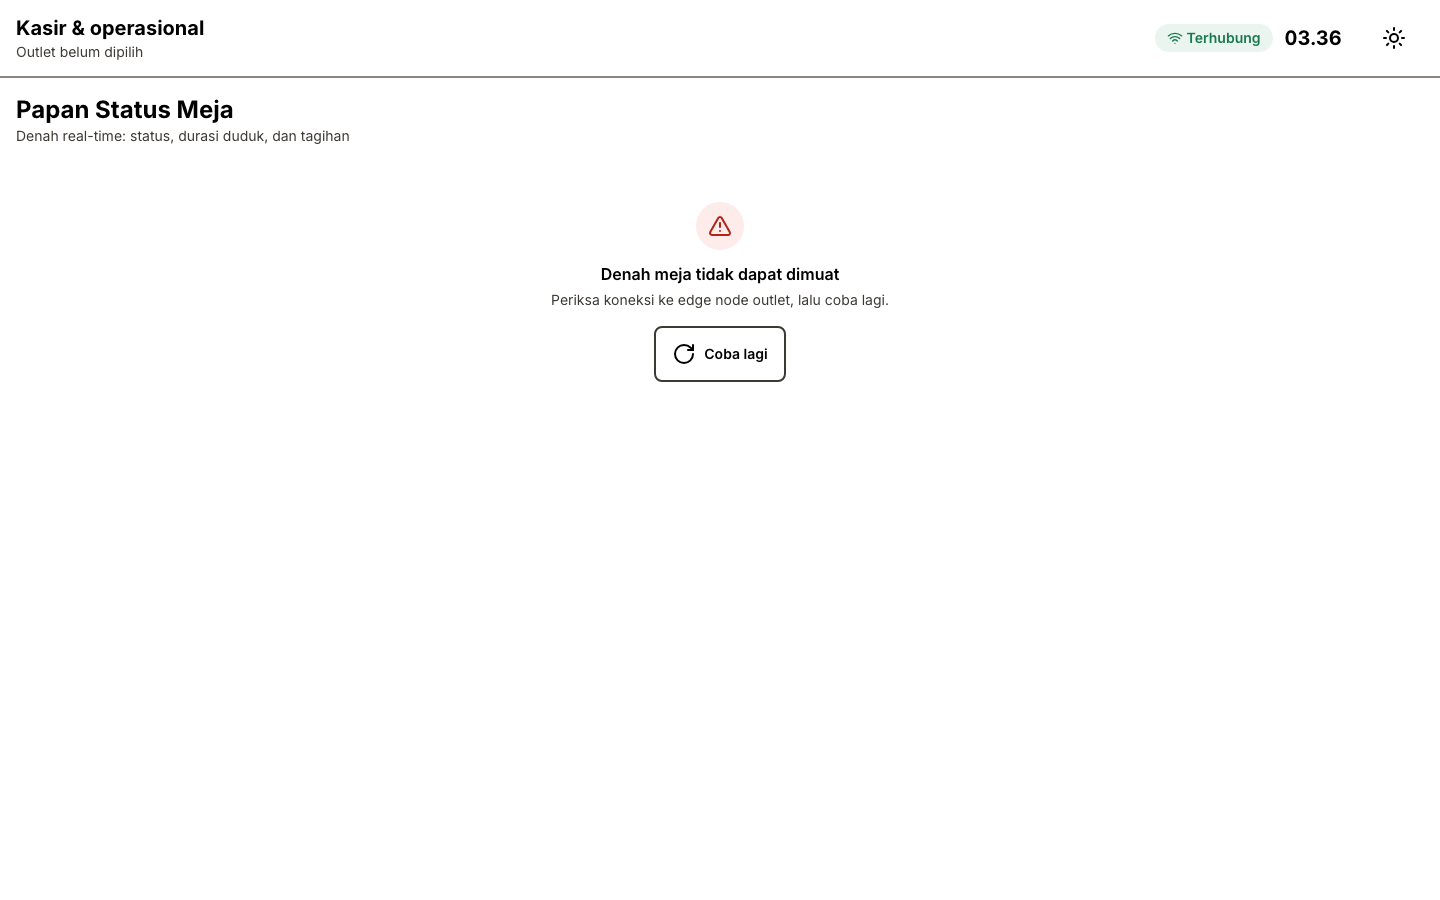 Kasir & operasional
Outlet belum dipilih
Terhubung
03.36
Papan Status Meja
Denah real-time: status, durasi duduk, dan tagihan
Denah meja tidak dapat dimuat
Periksa koneksi ke edge node outlet, lalu coba lagi.
Coba lagi